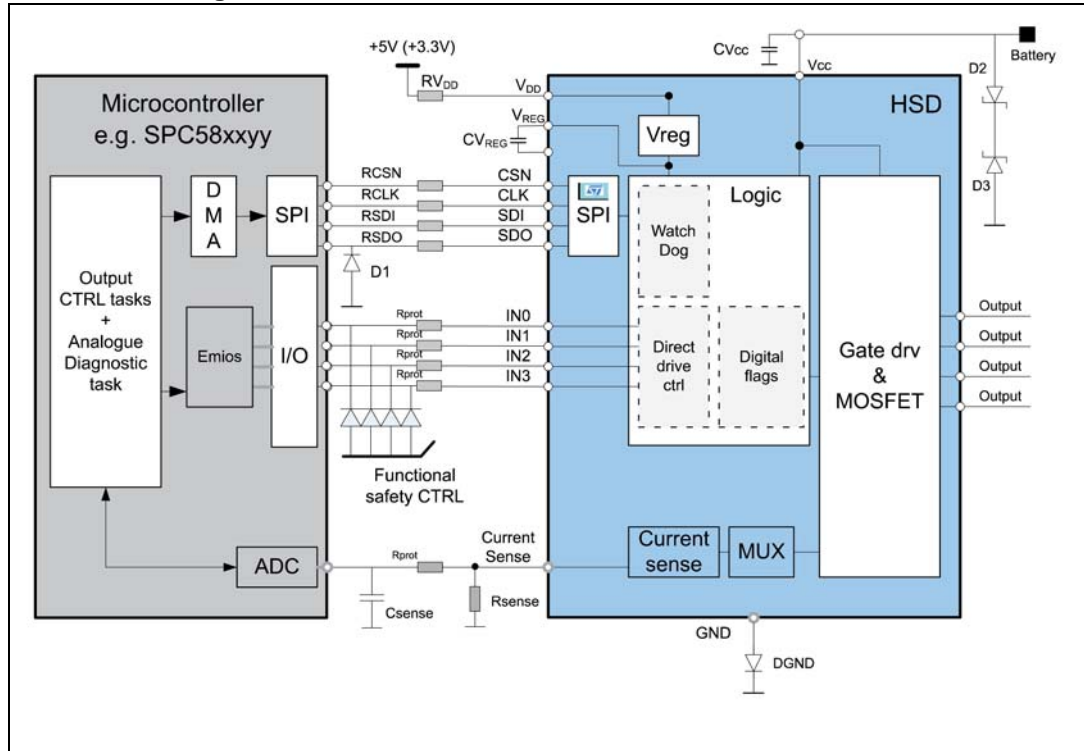 +5V (+3.3V)
CVcc
Vcc
Battery
Microcontroller
e.g. SPC58xxyy
RVDD
VDD
HSD
D2
VREG
CVREG
Vreg
D3
DMA
SPI
RCSN
CSN
RCLK
CLK
RSDI
SDI
RSDO
SDO
D1
ST
SPI
Logic
Watch
Dog
Output
CTRL tasks
+
Analogue
Diagnostic
task
Emios
I/O
Rprot
IN0
Rprot
IN1
Rprot
IN2
Rprot
IN3
Direct
drive
ctrl
Digital
flags
Gate drv
&
MOSFET
Output
Output
Output
Output
Functional
safety CTRL
ADC
Rprot
Current
Sense
Csense
Rsense
Current
sense
MUX
GND
DGND